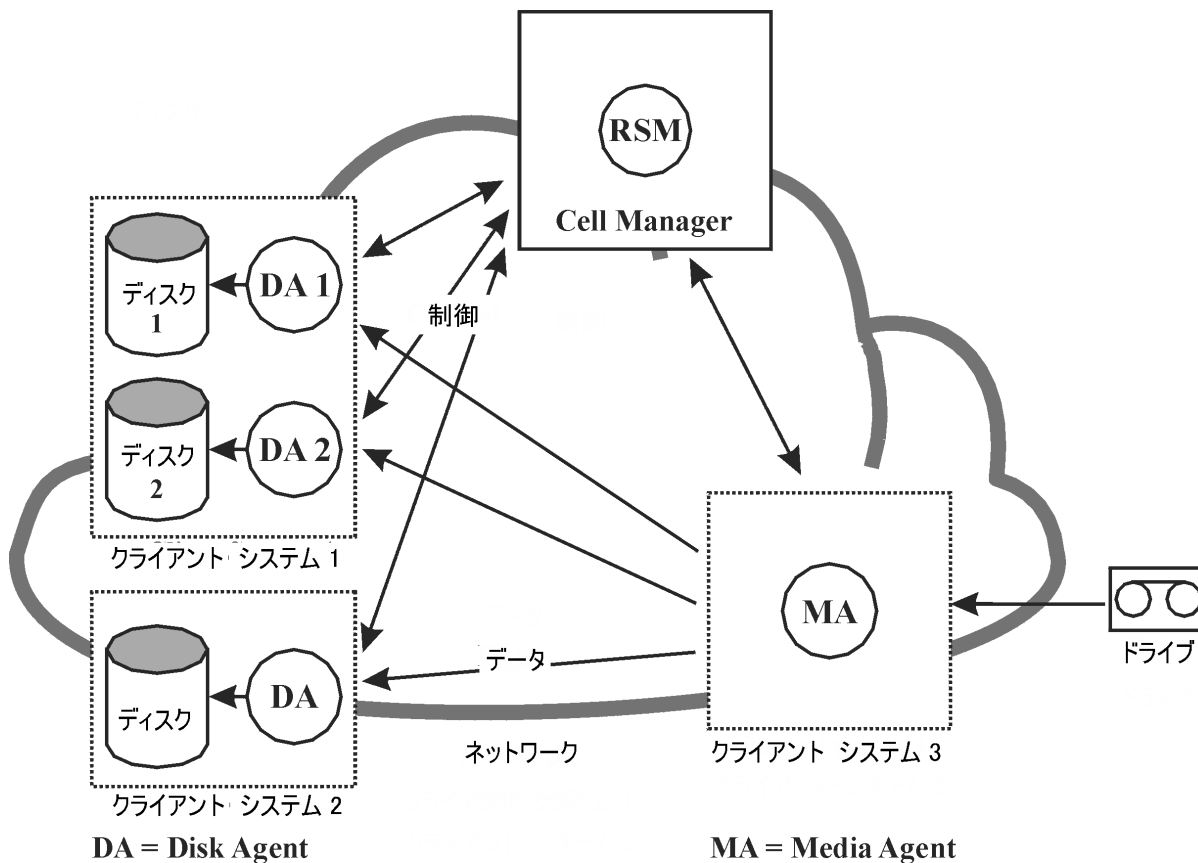 RSM
Cell Manager
ディスク
1
DA 1
制御
ディスク
2
DA 2
クライアント システム 1
MA
ドライブ
データ
ディスク
DA
ネットワーク
クライアント システム 3
クライアント システム 2
DA = Disk Agent
MA = Media Agent